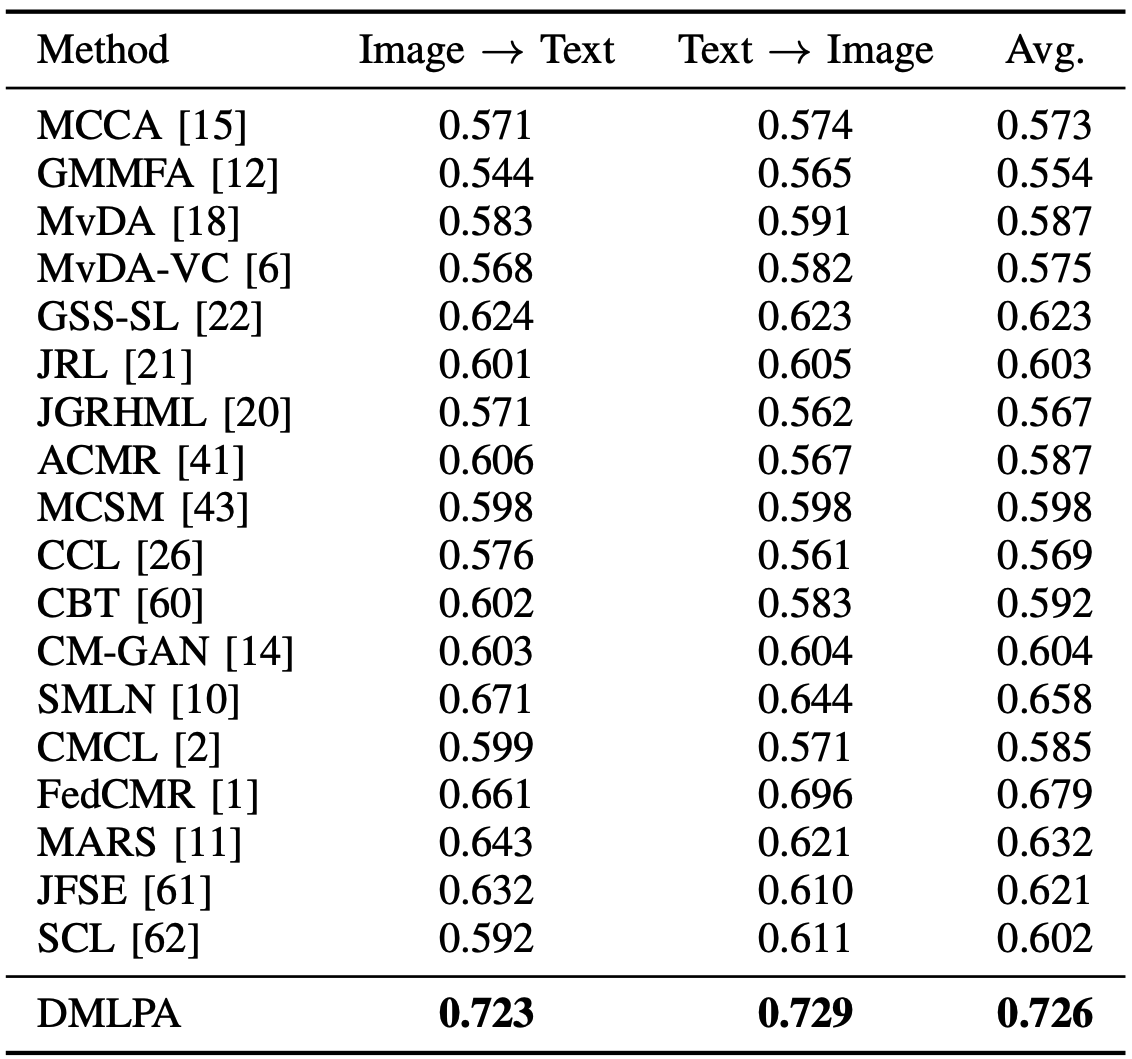 Method Image → Text Text → Image Avg.
MCCA [15] 0.571 0.574 0.573
GMMFA [12] 0.544 0.565 0.554
MvDA [18] 0.583 0.591 0.587
MvDA-VC [6] 0.568 0.582 0.575
GSS-SL [22] 0.624 0.623 0.623
JRL [21] 0.601 0.605 0.603
JGRHML [20] 0.571 0.562 0.567
ACMR [41] 0.606 0.567 0.587
MCSM [43] 0.598 0.598 0.598
CCL [26] 0.576 0.561 0.569
CBT [60] 0.602 0.583 0.592
CM-GAN [14] 0.603 0.604 0.604
SMLN [10] 0.671 0.644 0.658
CMCL [2] 0.599 0.571 0.585
FedCMR [1] 0.661 0.696 0.679
MARS [11] 0.643 0.621 0.632
JFSE [61] 0.632 0.610 0.621
SCL [62] 0.592 0.611 0.602
DMLPA 0.723 0.729 0.726